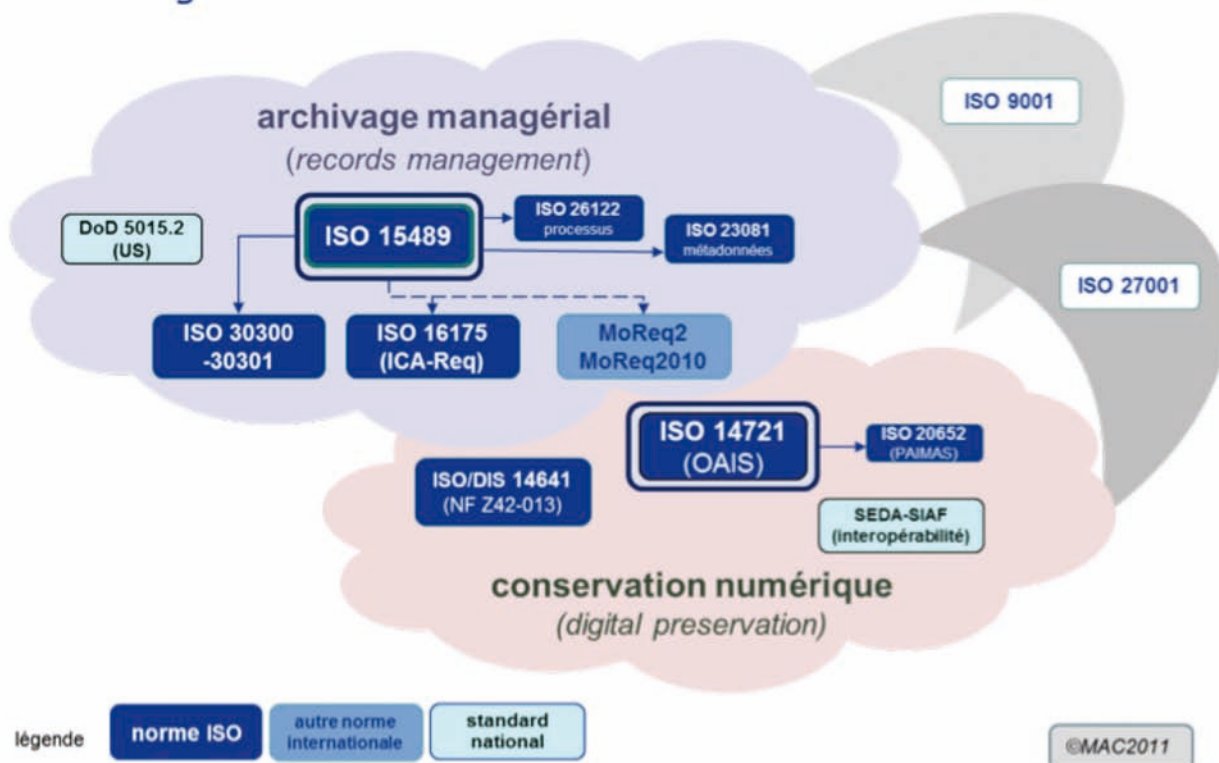 archivage managérial
(records management)
ISO 9001
DoD 5015.2
(US)
ISO 15489
ISO 26122
processus
ISO 23081
métadonnées
ISO 27001
ISO 30300
-30301
ISO 16175
(ICA-Req)
MoReq2
MoReq2010
ISO 14721
(OAIS)
ISO 20652
(PAIMAS)
ISO/DIS 14641
(NF Z42-013)
SEDA-SIAF
(interopérabilité)
conservation numérique
(digital preservation)
légende
norme ISO
autre norme
internationale
standard
national
©MAC2011